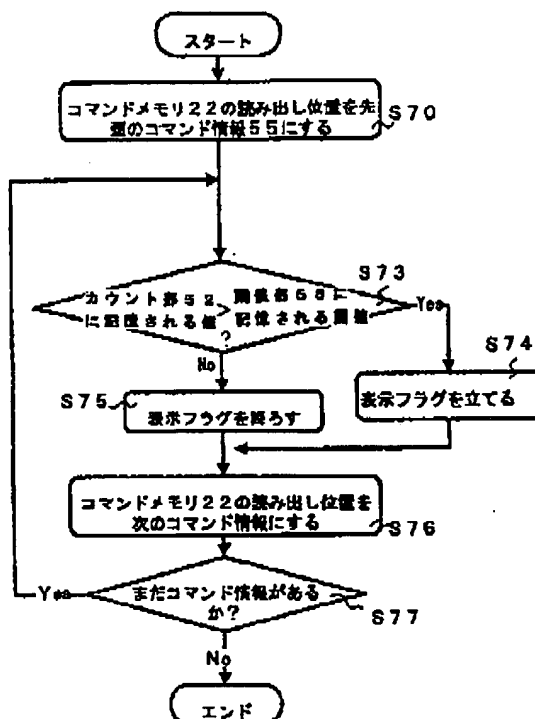 スタート
コマンドメモリ22の読み出し位置を先
頭のコマンド情報55にする
S70
S73
カウント部52 > 閾値部58に
に記憶される値 記憶される閾値
?
Yes
No
S74
表示フラグを立てる
S75
表示フラグを降ろす
コマンドメモリ22の読み出し位置を
次のコマンド情報にする
S76
まだコマンド情報がある
か?
S77
Yes
No
エンド